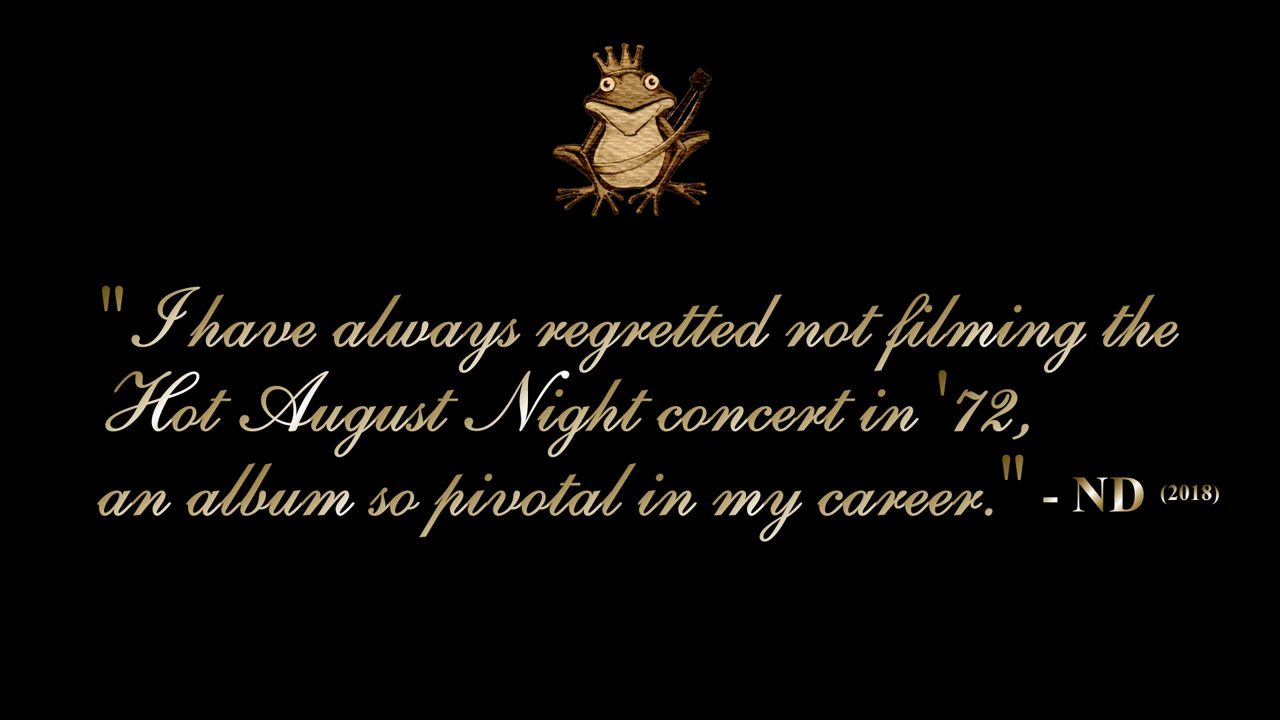 "I have always regretted not filming the
Hot August Night concert in '72,
an album so pivotal in my career." - ND (2018)